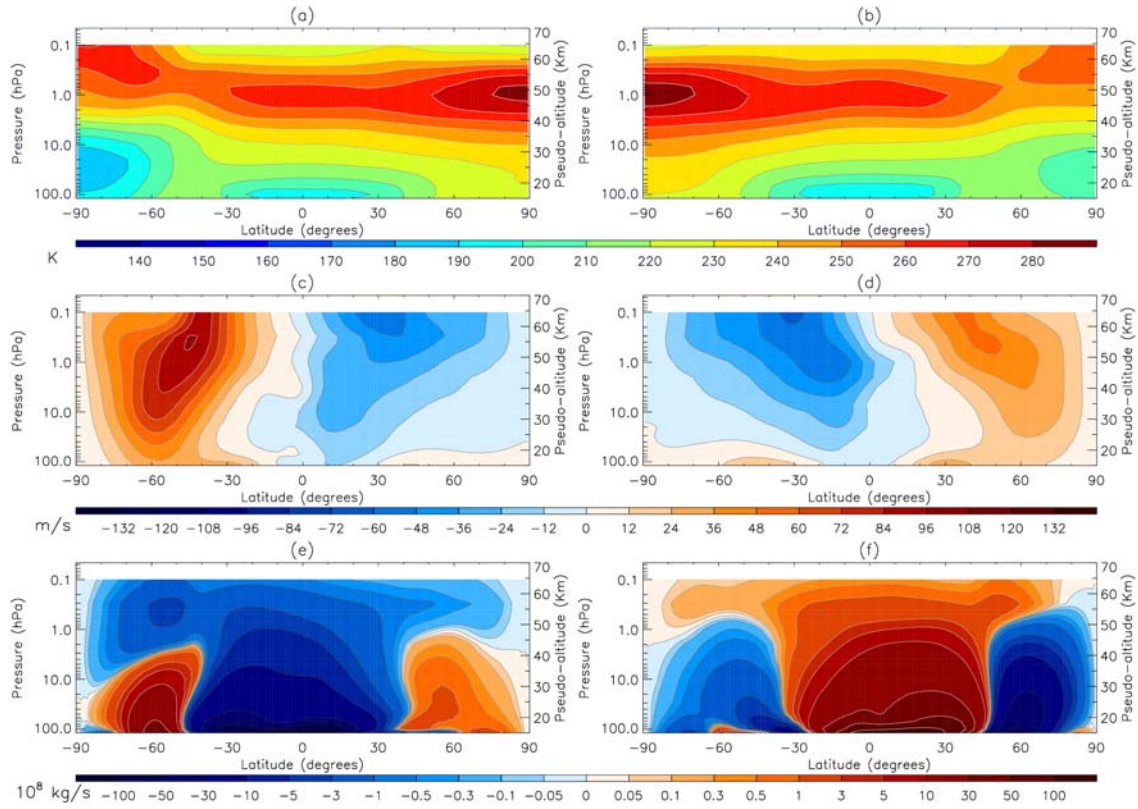 (a) (b)
Pressure (hPa) 0.1 1.0 10.0 100.0 70 60 50 40 30 20 Pseudo-altitude (Km) Pressure (hPa) 0.1 1.0 10.0 100.0 70 60 50 40 30 20 Pseudo-altitude (Km)
-90 -60 -30 0 30 60 90 -90 -60 -30 0 30 60 90
Latitude (degrees) Latitude (degrees)
K 140 150 160 170 180 190 200 210 220 230 240 250 260 270 280
(c) (d)
Pressure (hPa) 0.1 1.0 10.0 100.0 70 60 50 40 30 20 Pseudo-altitude (Km) Pressure (hPa) 0.1 1.0 10.0 100.0 70 60 50 40 30 20 Pseudo-altitude (Km)
-90 -60 -30 0 30 60 90 -90 -60 -30 0 30 60 90
Latitude (degrees) Latitude (degrees)
m/s -132 -120 -108 -96 -84 -72 -60 -48 -36 -24 -12 0 12 24 36 48 60 72 84 96 108 120 132
(e) (f)
Pressure (hPa) 0.1 1.0 10.0 100.0 70 60 50 40 30 20 Pseudo-altitude (Km) Pressure (hPa) 0.1 1.0 10.0 100.0 70 60 50 40 30 20 Pseudo-altitude (Km)
-90 -60 -30 0 30 60 90 -90 -60 -30 0 30 60 90
Latitude (degrees) Latitude (degrees)
10⁸ kg/s -100 -50 -30 -10 -5 -3 -1 -0.5 -0.3 -0.1 -0.05 0 0.05 0.1 0.3 0.5 1 3 5 10 30 50 100